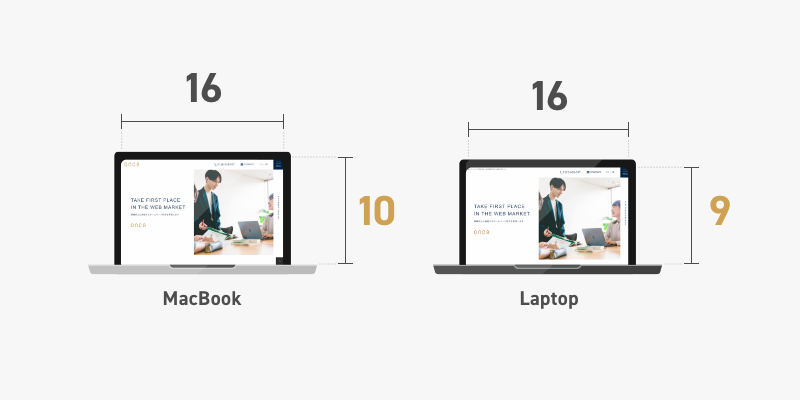 16
10
TAKE FIRST PLACE
IN THE WEB MARKET
MacBook
16
9
TAKE FIRST PLACE
IN THE WEB MARKET
Laptop